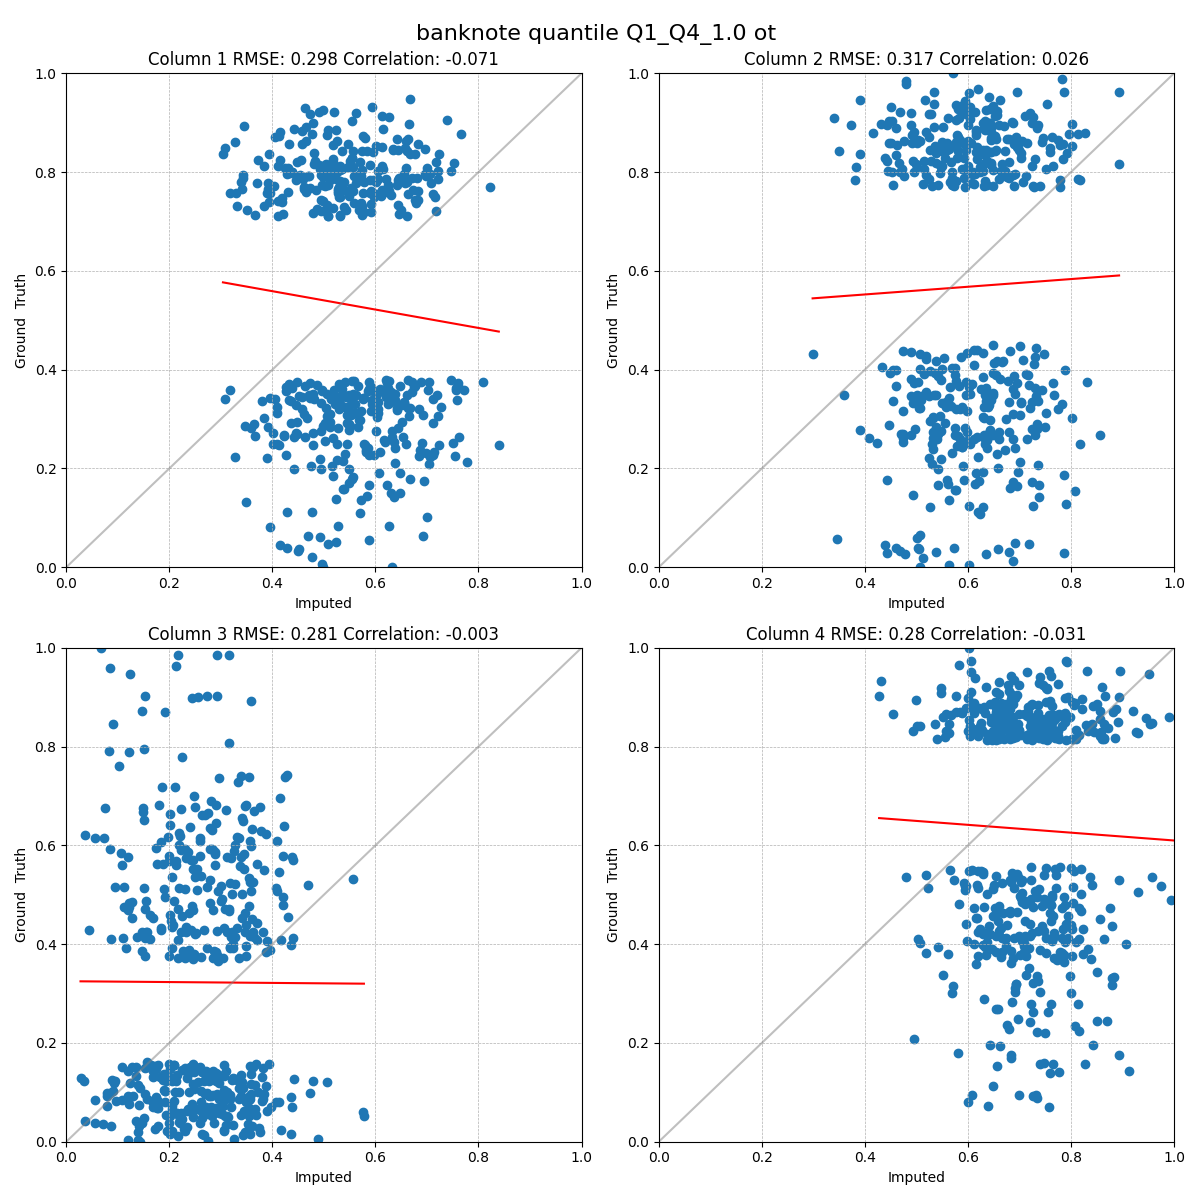 banknote quantile Q1_Q4_1.0 ot
Column 1 RMSE: 0.298 Correlation: -0.071
1.0
0.8
0.6
0.4
0.2
0.0
Ground Truth
0.0 0.2 0.4 0.6 0.8 1.0
Imputed
Column 2 RMSE: 0.317 Correlation: 0.026
1.0
0.8
0.6
0.4
0.2
0.0
Ground Truth
0.0 0.2 0.4 0.6 0.8 1.0
Imputed
Column 3 RMSE: 0.281 Correlation: -0.003
1.0
0.8
0.6
0.4
0.2
0.0
Ground Truth
0.0 0.2 0.4 0.6 0.8 1.0
Imputed
Column 4 RMSE: 0.28 Correlation: -0.031
1.0
0.8
0.6
0.4
0.2
0.0
Ground Truth
0.0 0.2 0.4 0.6 0.8 1.0
Imputed